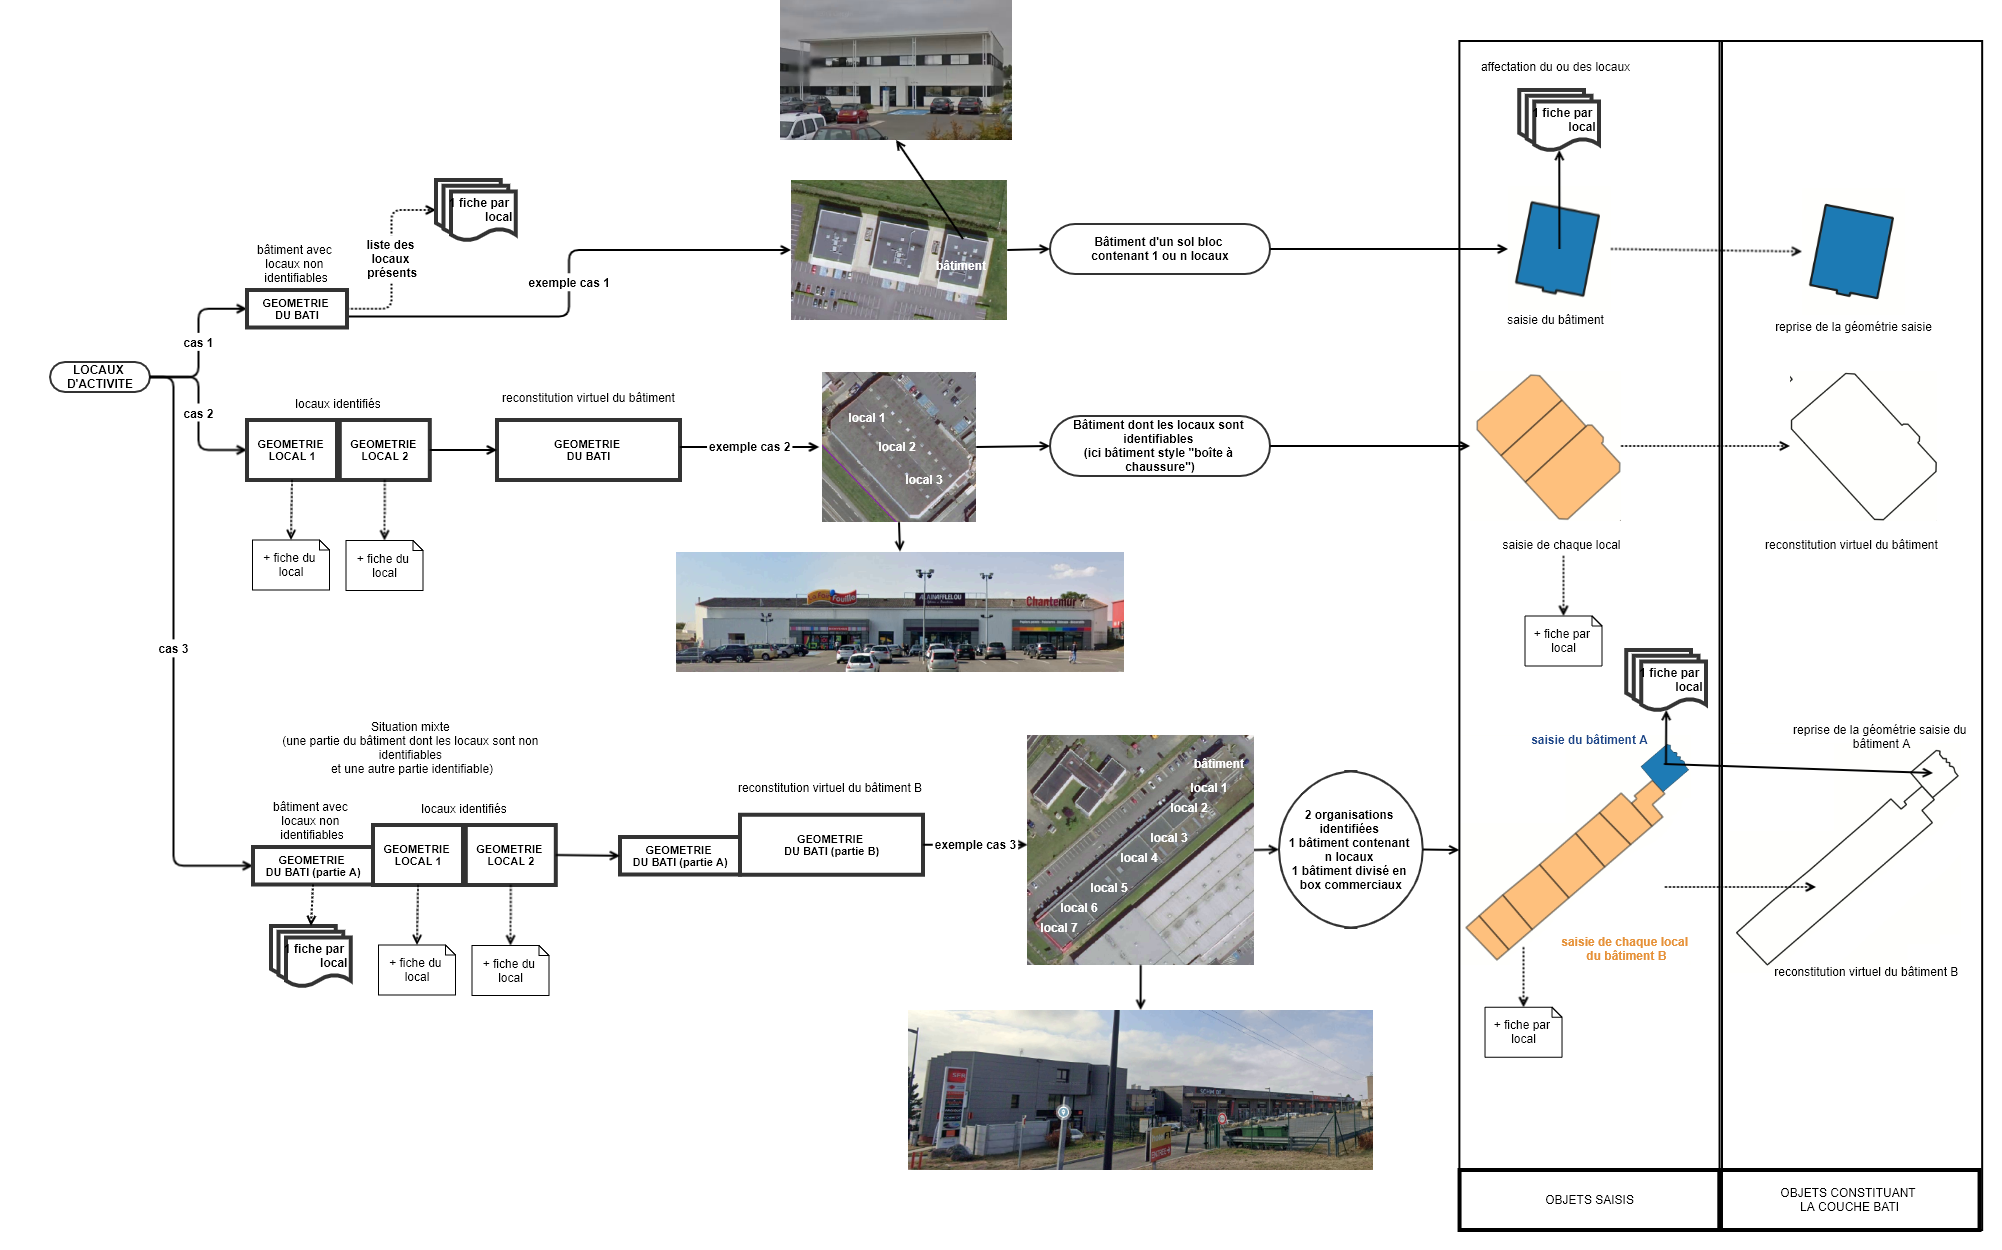 affectation du ou des locaux
1 fiche par
local
1 fiche par
local
liste des
locaux
présents
bâtiment avec
locaux non
identifiables
GEOMETRIE
DU BATI
exemple cas 1
bâtiment
Bâtiment d'un sol bloc
contenant 1 ou n locaux
saisie du bâtiment
reprise de la géométrie saisie
cas 1
LOCAUX
D'ACTIVITE
cas 2
locaux identifiés
GEOMETRIE
LOCAL 1
GEOMETRIE
LOCAL 2
+ fiche du
local
+ fiche du
local
reconstitution virtuel du bâtiment
GEOMETRIE
DU BATI
exemple cas 2
local 1
local 2
local 3
Bâtiment dont les locaux sont
identifiables
(ici bâtiment style "boîte à
chaussure")
saisie de chaque local
reconstitution virtuel du bâtiment
+ fiche par
local
Chantemur
cas 3
Situation mixte
(une partie du bâtiment dont les locaux sont non
identifiables
et une autre partie identifiable)
bâtiment avec
locaux non
identifiables
GEOMETRIE
DU BATI (partie A)
locaux identifiés
GEOMETRIE
LOCAL 1
GEOMETRIE
LOCAL 2
1 fiche par
local
+ fiche du
local
+ fiche du
local
reconstitution virtuel du bâtiment B
GEOMETRIE
DU BATI (partie A)
GEOMETRIE
DU BATI (partie B)
exemple cas 3
bâtiment
local 1
local 2
local 3
local 4
local 5
local 6
local 7
2 organisations
identifiées
1 bâtiment contenant
n locaux
1 bâtiment divisé en
box commerciaux
1 fiche par
local
saisie du bâtiment A
reprise de la géométrie saisie du
bâtiment A
saisie de chaque local
du bâtiment B
reconstitution virtuel du bâtiment B
+ fiche par
local
OBJETS SAISIS
OBJETS CONSTITUANT
LA COUCHE BATI